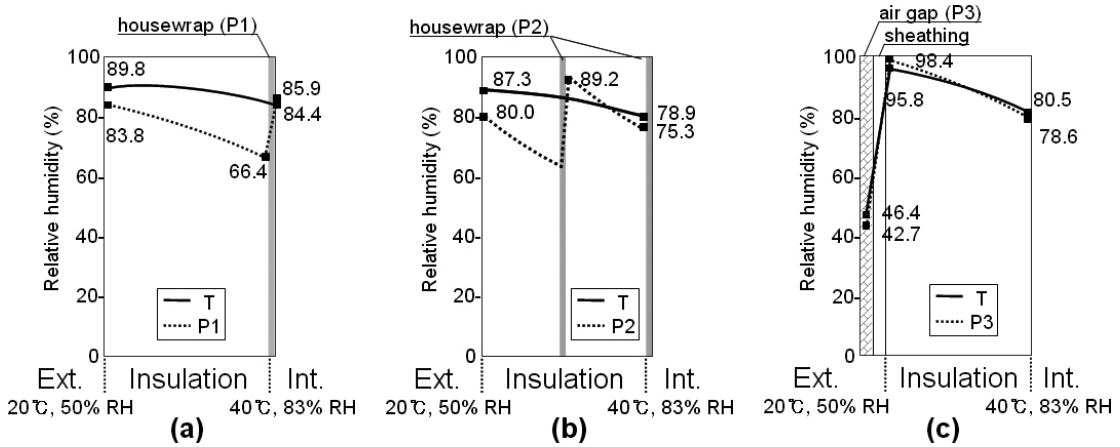 housewrap (P1)
Relative humidity (%)
100
80
60
40
20
0
89.8
83.8
66.4
85.9
84.4
T
P1
Ext.
Insulation
Int.
20℃, 50% RH
40℃, 83% RH
(a)
housewrap (P2)
Relative humidity (%)
100
80
60
40
20
0
87.3
80.0
89.2
78.9
75.3
T
P2
Ext.
Insulation
Int.
20℃, 50% RH
40℃, 83% RH
(b)
air gap (P3)
sheathing
Relative humidity (%)
100
80
60
40
20
0
98.4
95.8
80.5
78.6
46.4
42.7
T
P3
Ext.
Insulation
Int.
20℃, 50% RH
40℃, 83% RH
(c)